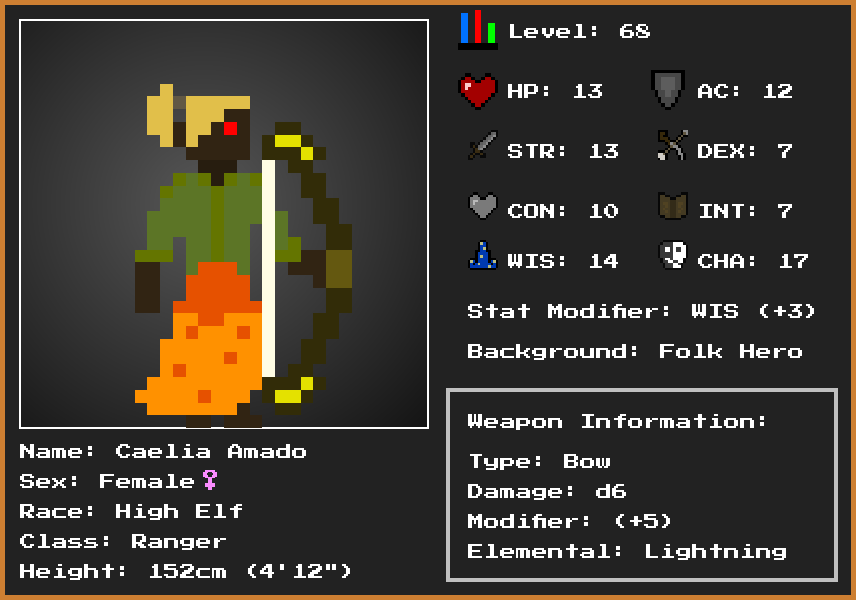 Level: 68
HP: 13 AC: 12
STR: 13 DEX: 7
CON: 10 INT: 7
WIS: 14 CHA: 17
Stat Modifier: WIS (+3)
Background: Folk Hero
Weapon Information:
Type: Bow
Damage: d6
Modifier: (+5)
Elemental: Lightning
Name: Caelia Amado
Sex: Female♀
Race: High Elf
Class: Ranger
Height: 152cm (4'12")